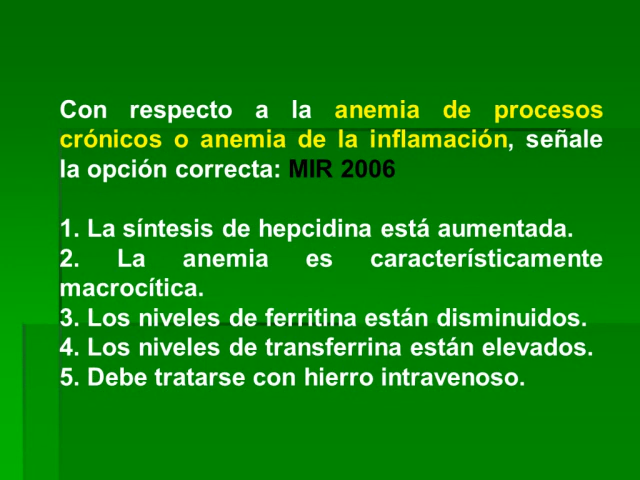 Con respecto a la anemia de procesos
crónicos o anemia de la inflamación, señale
la opción correcta: MIR 2006
1. La síntesis de hepcidina está aumentada.
2. La anemia es característicamente
macrocítica.
3. Los niveles de ferritina están disminuidos.
4. Los niveles de transferrina están elevados.
5. Debe tratarse con hierro intravenoso.